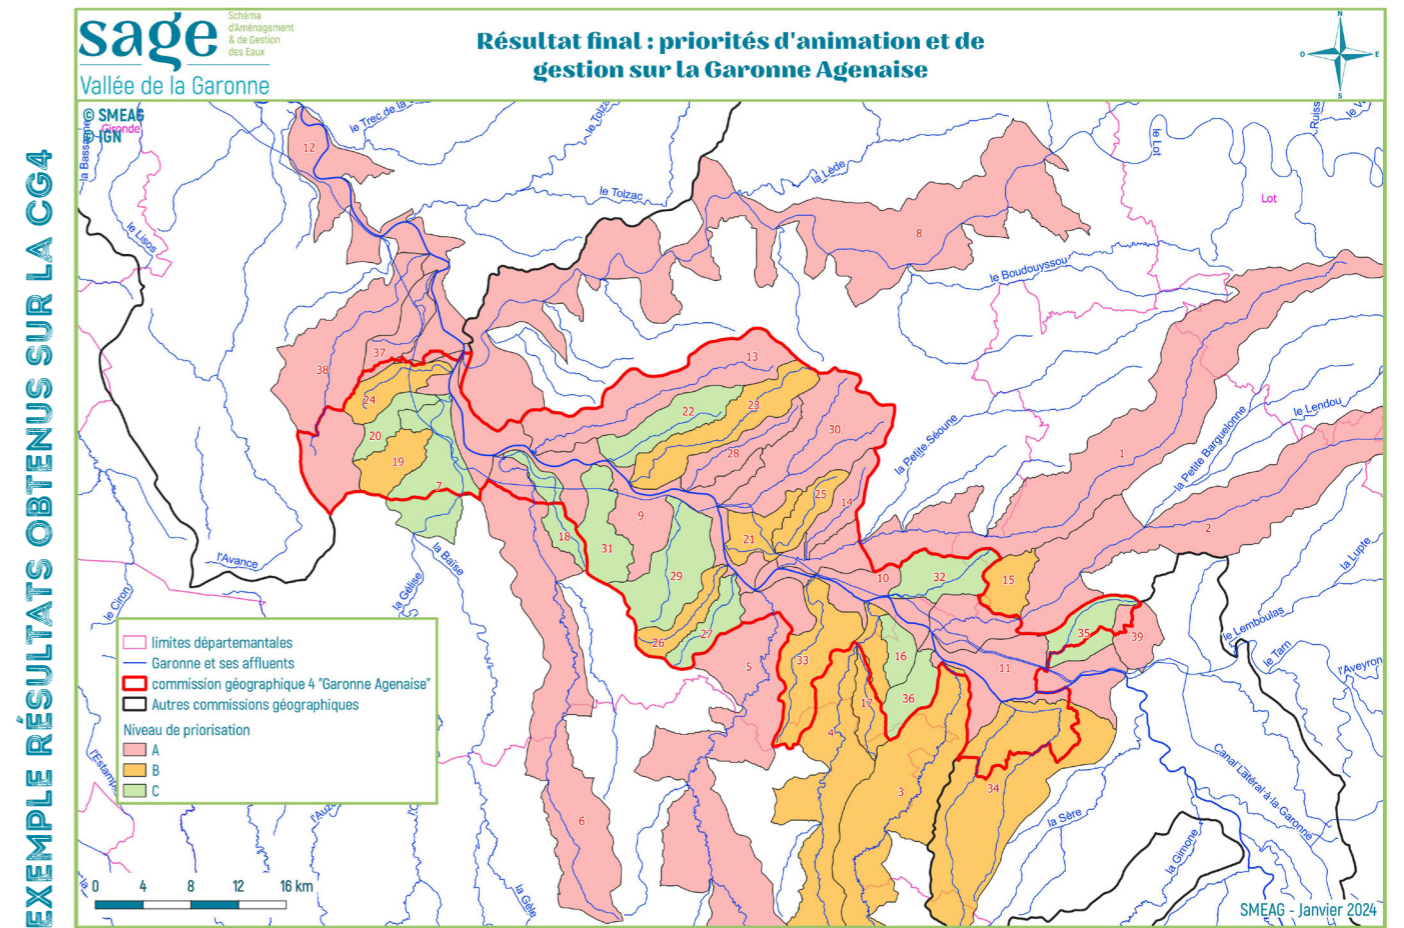 EXEMPLE RÉSULTATS OBTENUS SUR LA CG4
sage
Schéma
d'Aménagement
& de Gestion
des Eaux
Vallée de la Garonne
Résultat final : priorités d'animation et de
gestion sur la Garonne Agenaise
N
O
E
S
© SMEAG
Gironde
© IGN
le Trec de la
le Tolzac
la Lède
le Lot
Lot
le Lisos
8
12
le Boudouyssou
13
37
38
24
22
23
20
30
28
la Petite Séoune
la Petite Barguelonne
le Lendou
1
19
7
25
14
9
2
18
31
21
l'Avance
la Baïse
la Gélise
le Ciron
29
10
32
15
la Lupte
26
27
35
39
le Lemboulas
le Tarn
l'Aveyron
5
33
16
11
36
17
4
3
34
6
limites départemantales
Garonne et ses affluents
commission géographique 4 "Garonne Agenaise"
Autres commissions géographiques
Niveau de priorisation
A
B
C
la Sère
Canal Latéral à la Garonne
la Gimone
la Gèle
0 4 8 12 16 km
SMEAG - Janvier 2024